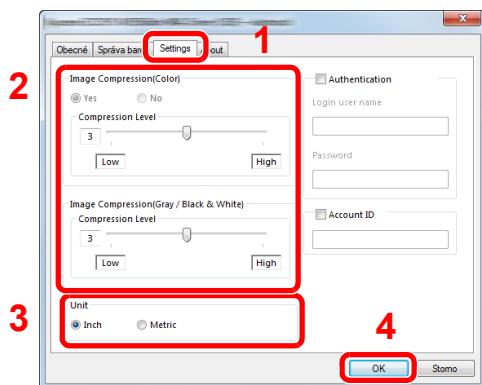 1
Obecné Správa bar Settings out
2
Image Compression(Color)
Yes No
Compression Level
3
Low High
Image Compression(Gray / Black & White)
Compression Level
3
Low High
3
Unit
Inch Metric
Authentication
Login user name
Password
Account ID
4
OK Storno